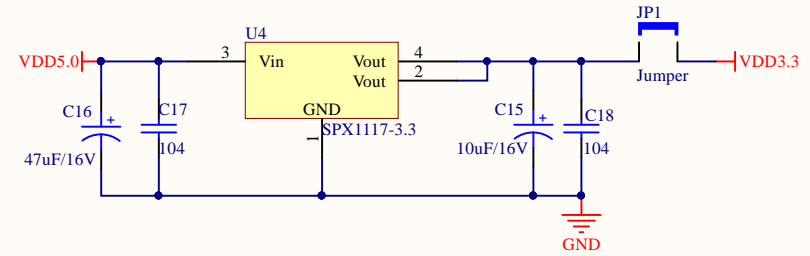 JP1
U4
VDD5.0
3
Vin
Vout
4
Vout
2
VDD3.3
Jumper
C16
C17
GND
C15
C18
SPX1117-3.3
1
47uF/16V
104
10uF/16V
104
GND